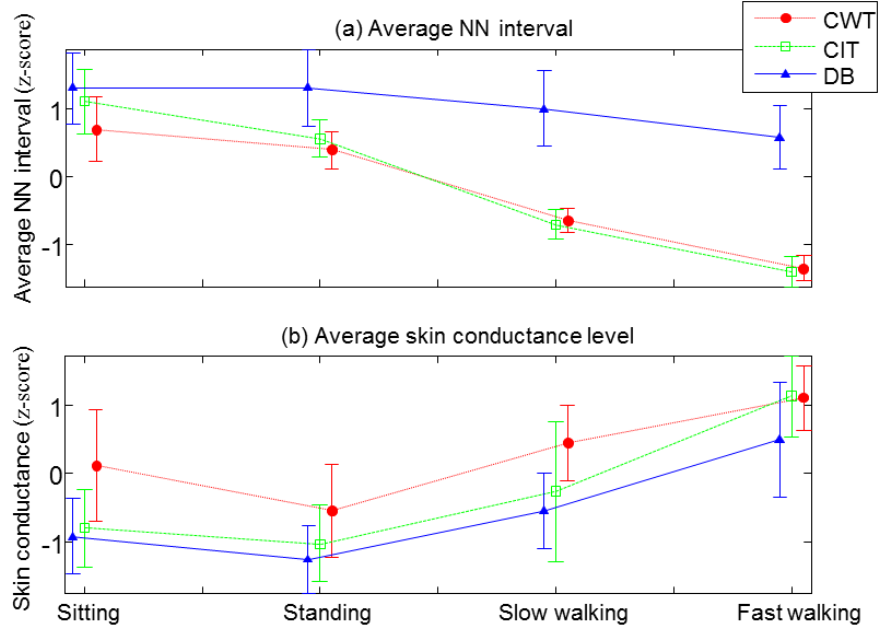 (a) Average NN interval
CWT
CIT
DB
Average NN interval (z-score)
1
0
-1
(b) Average skin conductance level
Skin conductance (z-score)
1
0
-1
Sitting
Standing
Slow walking
Fast walking